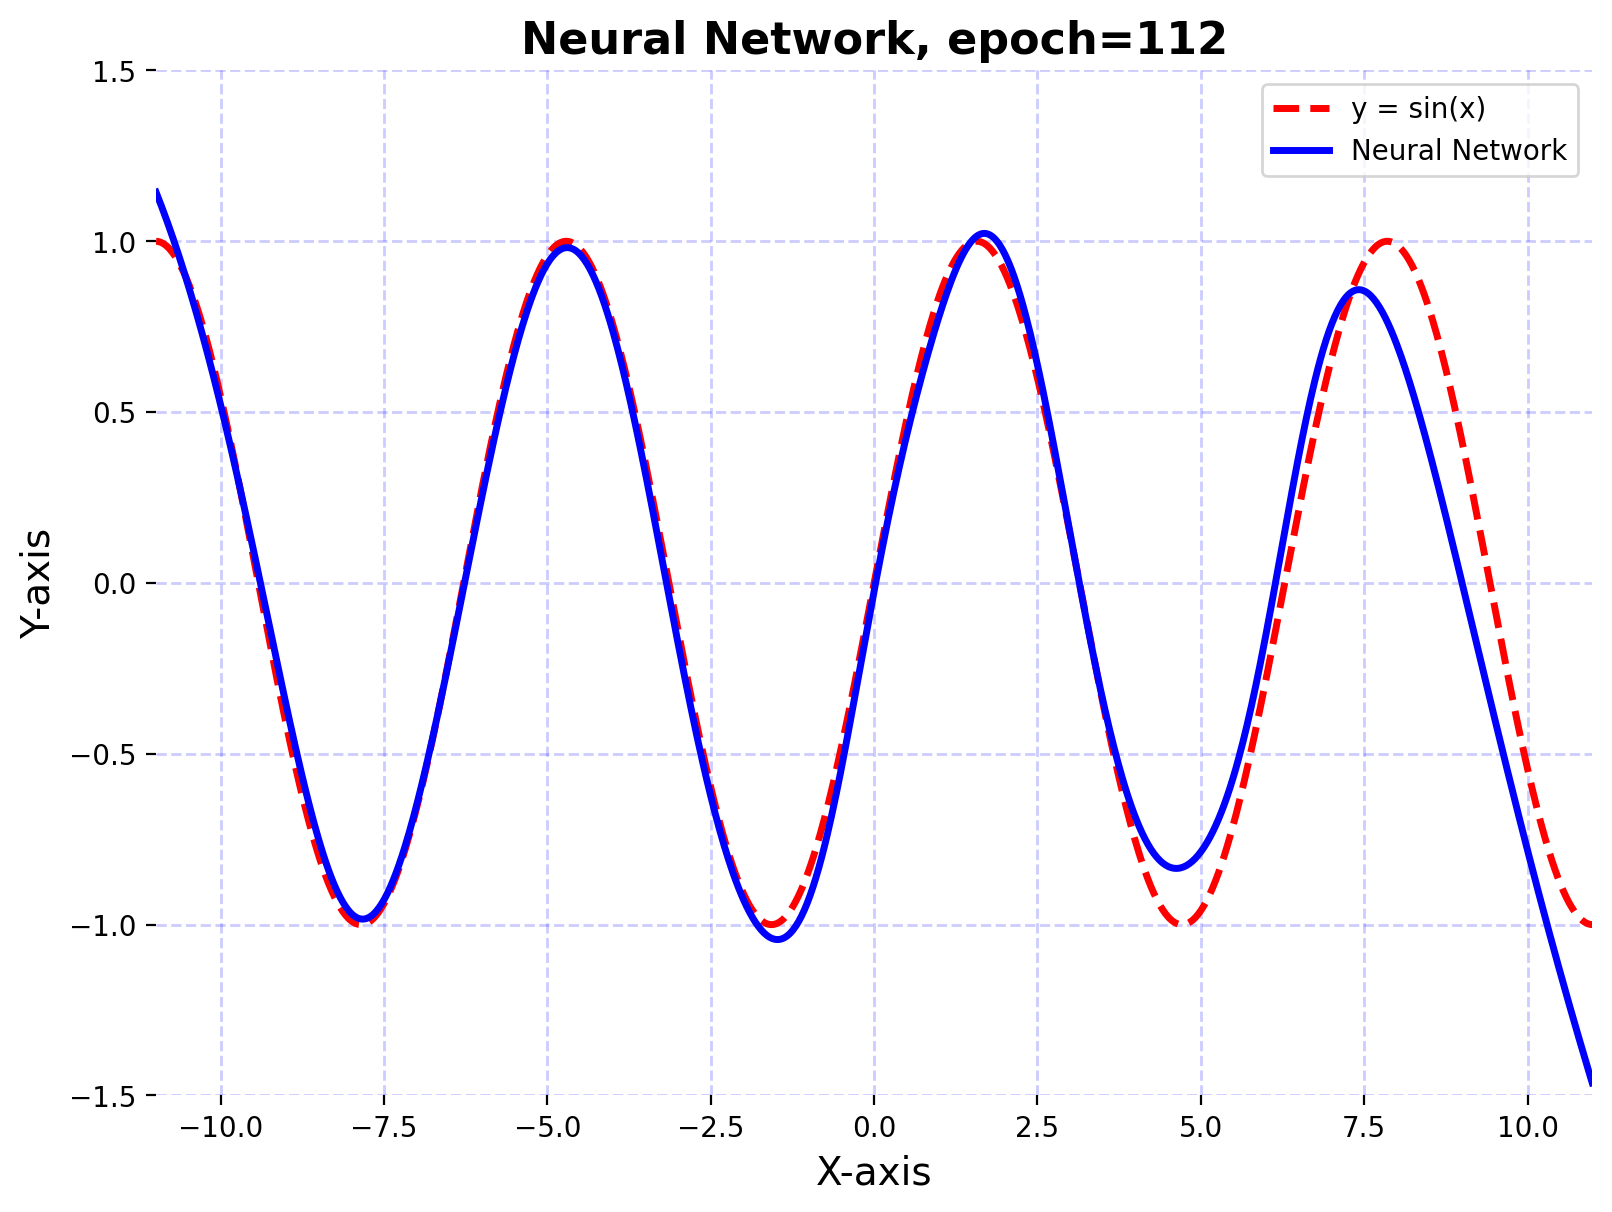 Neural Network, epoch=112
1.5
1.0
0.5
0.0
−0.5
−1.0
−1.5
Y-axis
y = sin(x)
Neural Network
−10.0 −7.5 −5.0 −2.5 0.0 2.5 5.0 7.5 10.0
X-axis